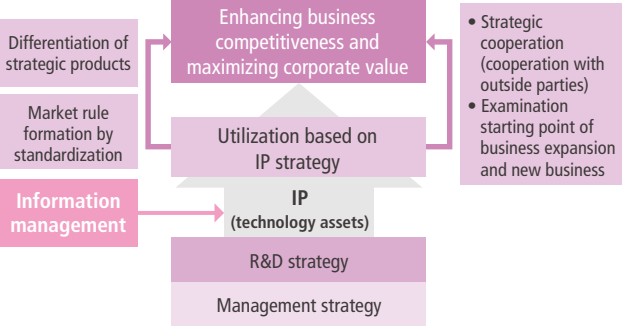 Differentiation of
strategic products
Market rule
formation by
standardization
Information
management
Enhancing business
competitiveness and
maximizing corporate value
Utilization based on
IP strategy
IP
(technology assets)
R&D strategy
Management strategy
• Strategic
cooperation
(cooperation with
outside parties)
• Examination
starting point of
business expansion
and new business